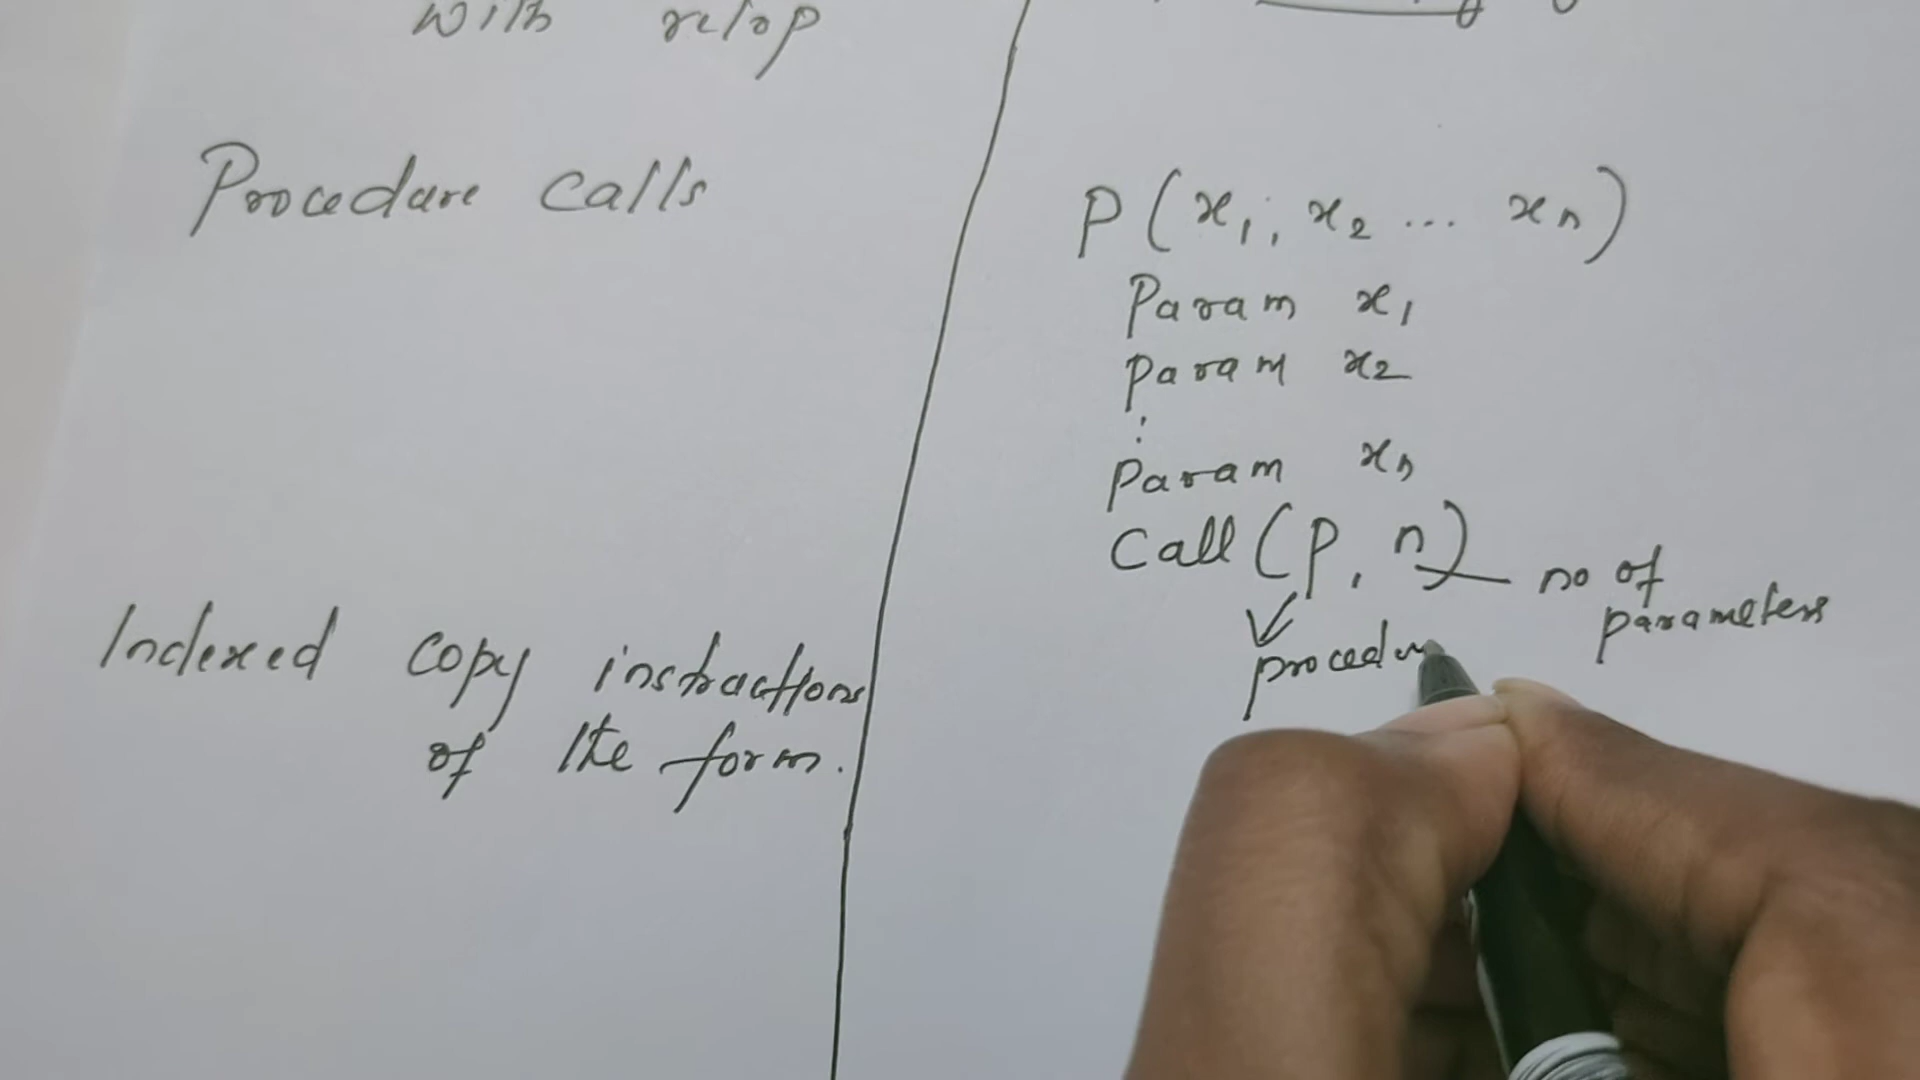 with relop
Procedure calls
P(x1, x2 ... xn)
Param x1
Param x2
⋮
Param xn
Call (P, n) no of
parameters
procedu
Indexed copy instructions
of the form.